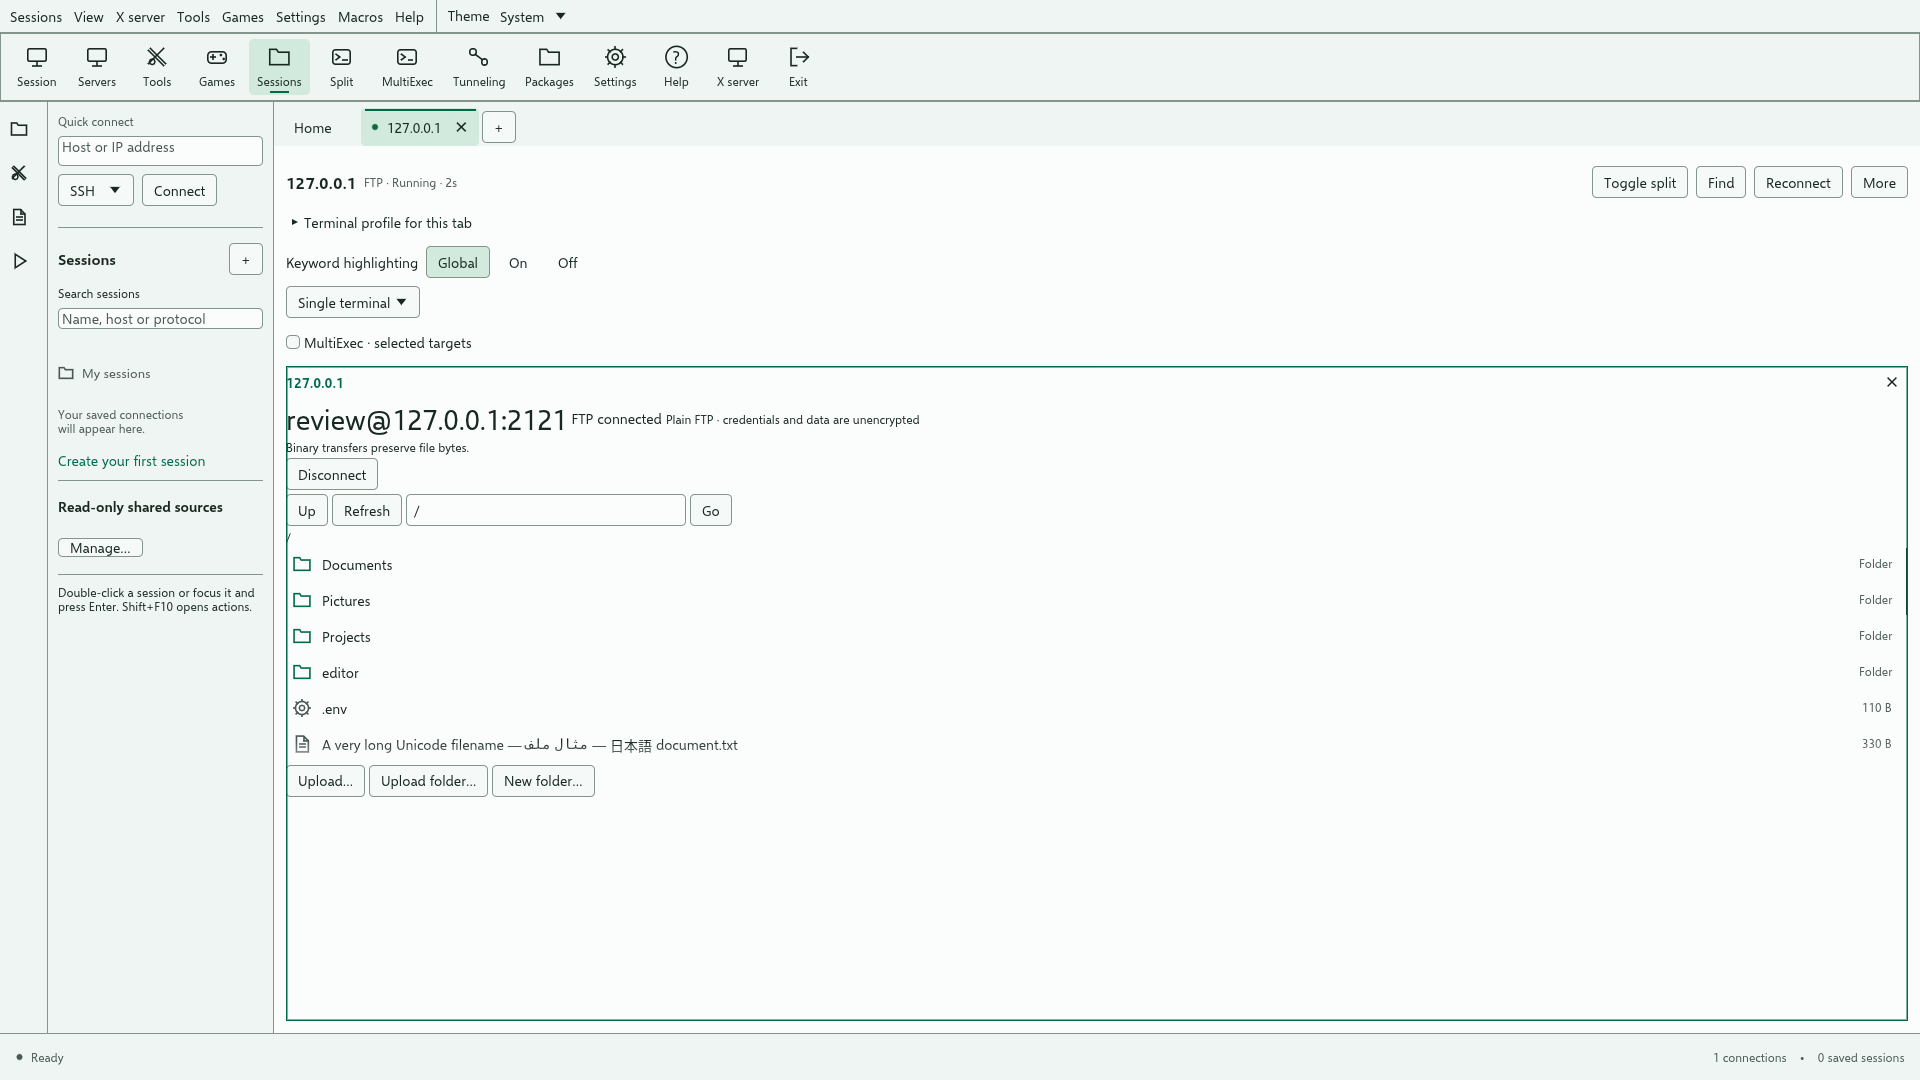 Sessions View X server Tools Games Settings Macros Help Theme System
Session Servers Tools Games Sessions Split MultiExec Tunneling Packages Settings Help X server Exit
Quick connect
Host or IP address
SSH Connect
Sessions +
Search sessions
Name, host or protocol
My sessions
Your saved connections
will appear here.
Create your first session
Read-only shared sources
Manage...
Double-click a session or focus it and
press Enter. Shift+F10 opens actions.
Home 127.0.0.1 +
127.0.0.1 FTP · Running · 2s Toggle split Find Reconnect More
Terminal profile for this tab
Keyword highlighting Global On Off
Single terminal
MultiExec · selected targets
127.0.0.1
review@127.0.0.1:2121 FTP connected Plain FTP · credentials and data are unencrypted
Binary transfers preserve file bytes.
Disconnect
Up Refresh / Go
/
Documents Folder
Pictures Folder
Projects Folder
editor Folder
.env 110 B
A very long Unicode filename — مثال ملف — 日本語 document.txt 330 B
Upload... Upload folder... New folder...
Ready 1 connections • 0 saved sessions